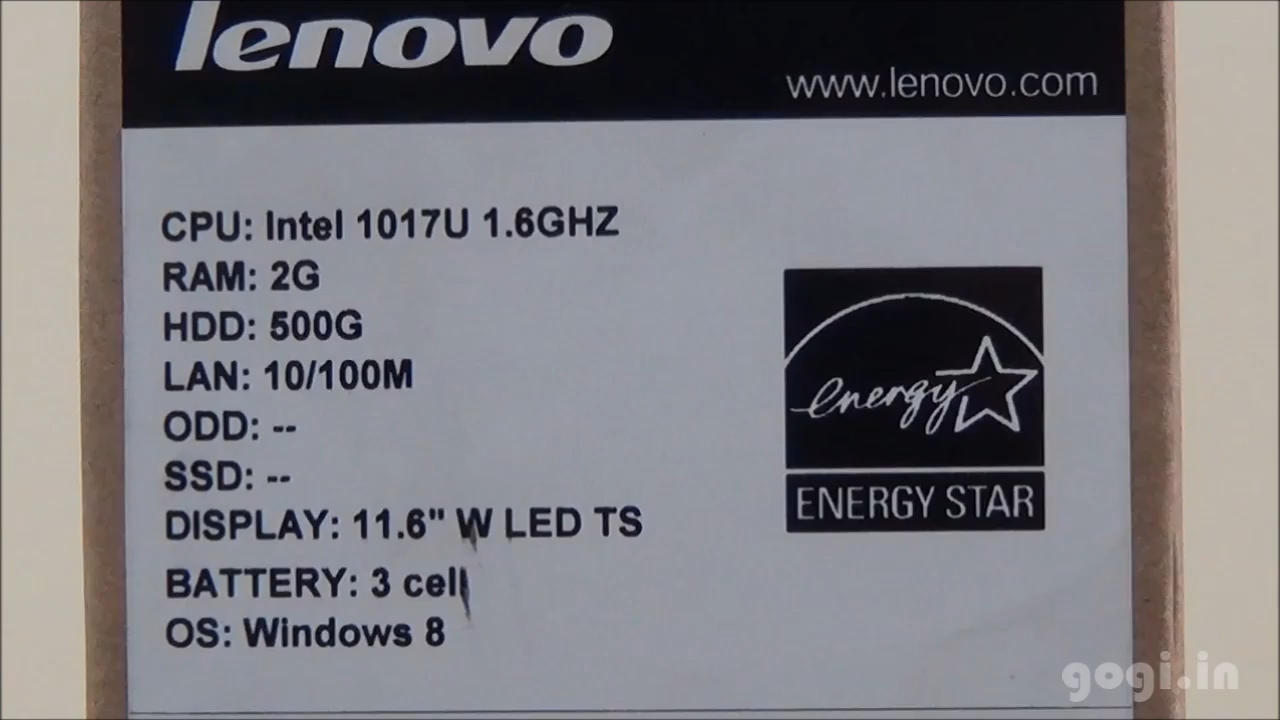 lenovo
www.lenovo.com
CPU: Intel 1017U 1.6GHZ
RAM: 2G
HDD: 500G
LAN: 10/100M
ODD: --
SSD: --
DISPLAY: 11.6" W LED TS
BATTERY: 3 cell
OS: Windows 8
energy
ENERGY STAR
gogi.in